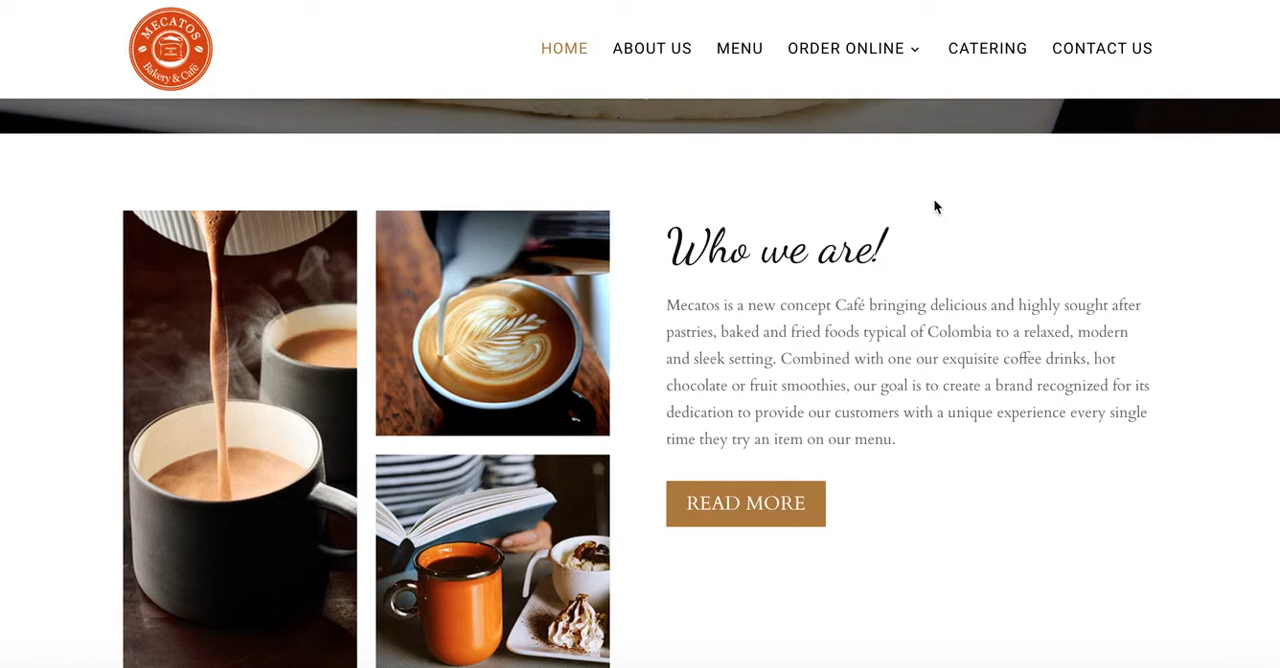 MECATOS
Bakery & Café
HOME ABOUT US MENU ORDER ONLINE CATERING CONTACT US
Who we are!
Mecatos is a new concept Café bringing delicious and highly sought after
pastries, baked and fried foods typical of Colombia to a relaxed, modern
and sleek setting. Combined with one our exquisite coffee drinks, hot
chocolate or fruit smoothies, our goal is to create a brand recognized for its
dedication to provide our customers with a unique experience every single
time they try an item on our menu.
READ MORE